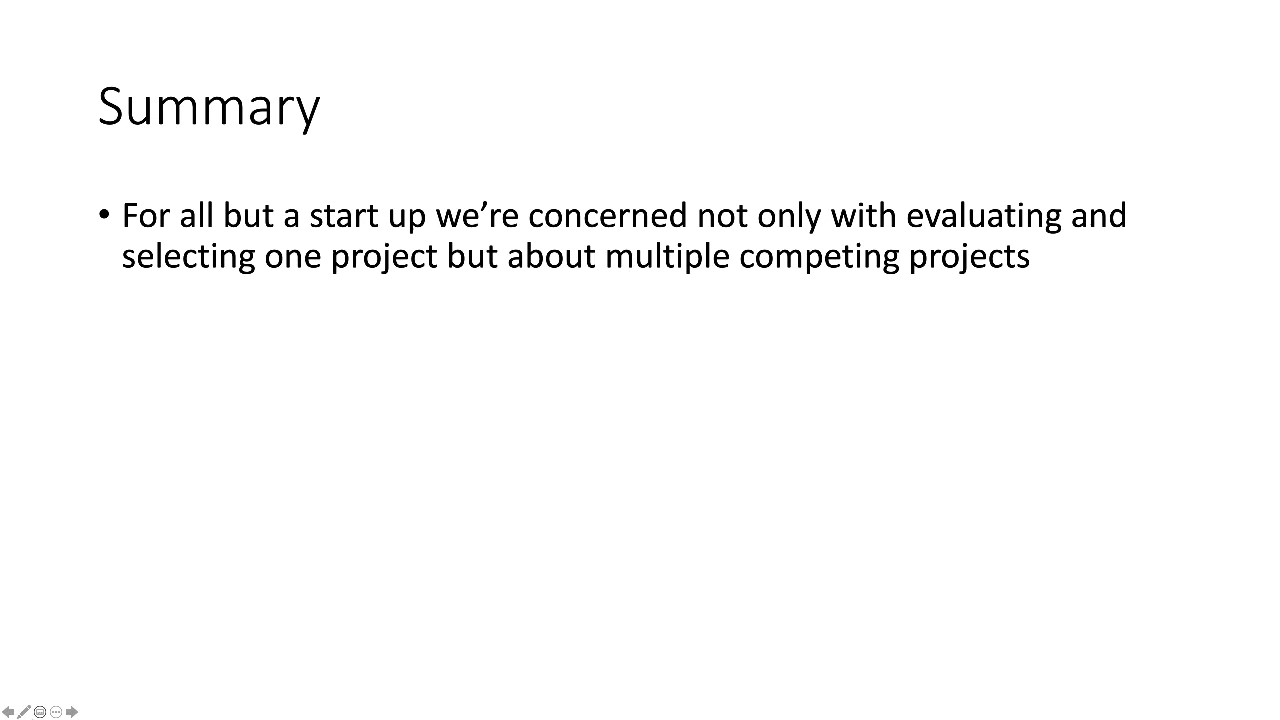 Summary
• For all but a start up we’re concerned not only with evaluating and
selecting one project but about multiple competing projects